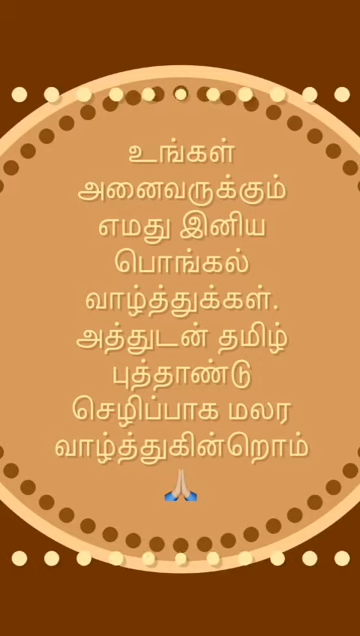 உங்கள்
அனைவருக்கும்
எமது இனிய
பொங்கல்
வாழ்த்துக்கள்.
அத்துடன் தமிழ்
புத்தாண்டு
செழிப்பாக மலர
வாழ்த்துகின்றொம்
🙏🏼